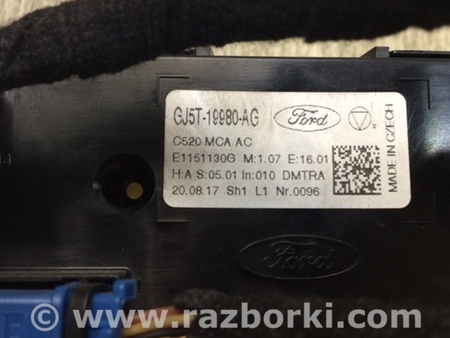 GJ5T-19980-AG
Ford
C520 MCA AC
E1151130G M:1.07 E:16.01
H:A S:05.01 In:010 DMTRA
20.08.17 Sh1 L1 Nr.0096
MADE IN CZECH
Ford
www.razborki.com